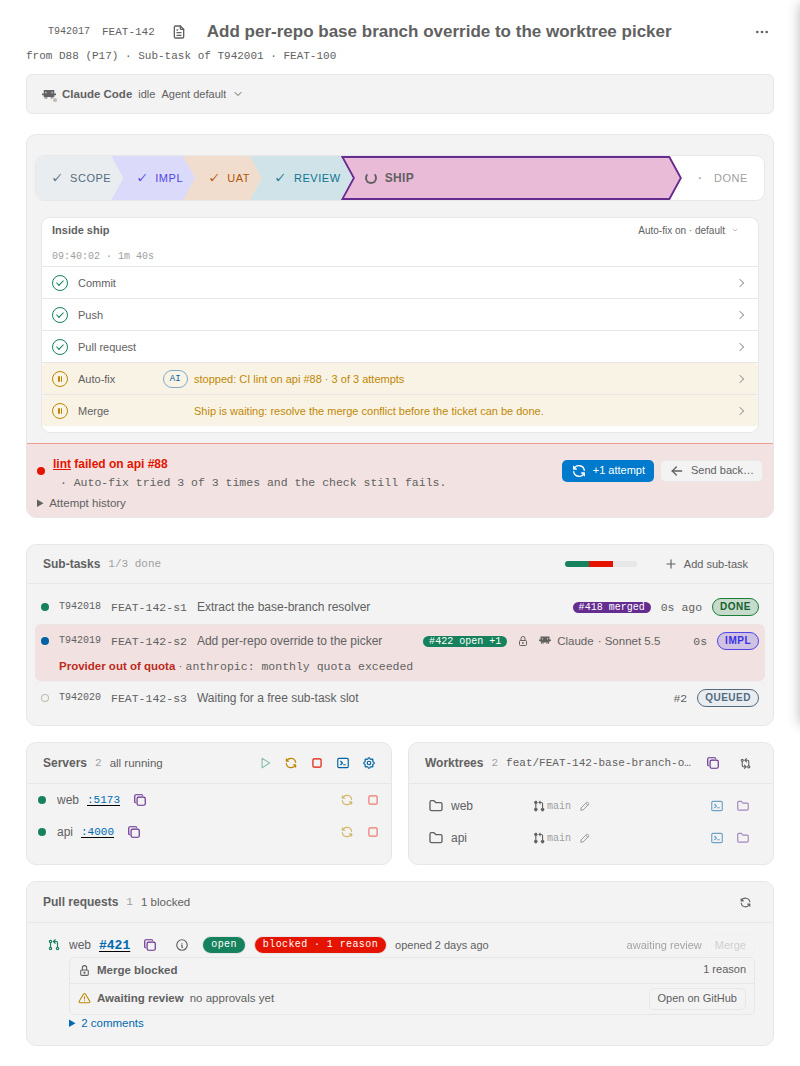 T942017 FEAT-142 Add per-repo base branch override to the worktree picker
from D88 (P17) · Sub-task of T942001 · FEAT-100
Claude Code idle Agent default
SCOPE IMPL UAT REVIEW SHIP DONE
Inside ship Auto-fix on · default
09:40:02 · 1m 40s
Commit
Push
Pull request
Auto-fix AI stopped: CI lint on api #88 · 3 of 3 attempts
Merge Ship is waiting: resolve the merge conflict before the ticket can be done.
lint failed on api #88
· Auto-fix tried 3 of 3 times and the check still fails.
+1 attempt Send back…
Attempt history
Sub-tasks 1/3 done Add sub-task
T942018 FEAT-142-s1 Extract the base-branch resolver #418 merged 0s ago DONE
T942019 FEAT-142-s2 Add per-repo override to the picker #422 open +1 Claude · Sonnet 5.5 0s IMPL
Provider out of quota · anthropic: monthly quota exceeded
T942020 FEAT-142-s3 Waiting for a free sub-task slot #2 QUEUED
Servers 2 all running
web :5173
api :4000
Worktrees 2 feat/FEAT-142-base-branch-o…
web main
api main
Pull requests 1 1 blocked
web #421 open blocked · 1 reason opened 2 days ago awaiting review Merge
Merge blocked 1 reason
Awaiting review no approvals yet Open on GitHub
2 comments